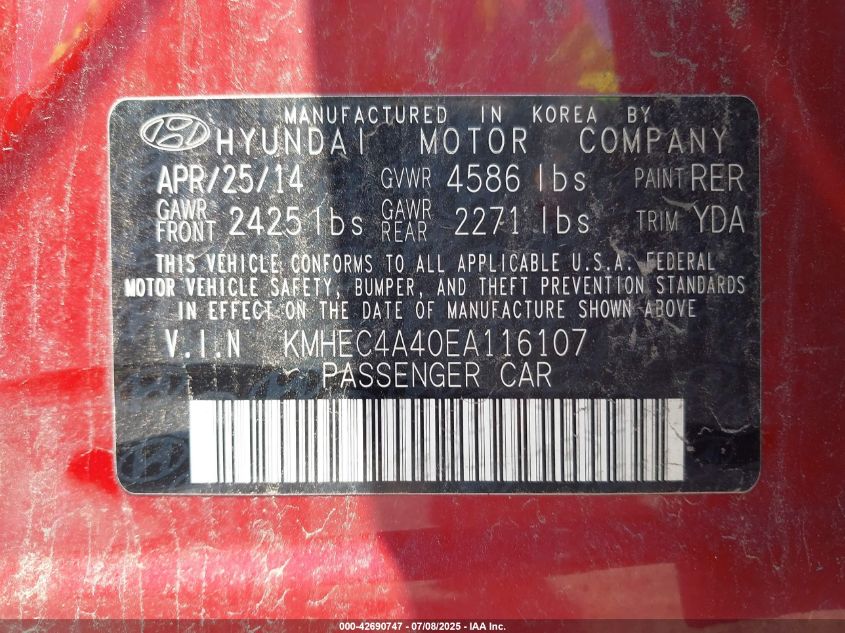 MANUFACTURED IN KOREA BY
HYUNDAI MOTOR COMPANY
APR/25/14 GVWR 4586 lbs PAINT RER
GAWR FRONT 2425 lbs GAWR REAR 2271 lbs TRIM YDA
THIS VEHICLE CONFORMS TO ALL APPLICABLE U.S.A. FEDERAL
MOTOR VEHICLE SAFETY, BUMPER, AND THEFT PREVENTION STANDARDS
IN EFFECT ON THE DATE OF MANUFACTURE SHOWN ABOVE
V.I.N KMHEC4A40EA116107
PASSENGER CAR
000-42690747 - 07/08/2025 - IAA Inc.